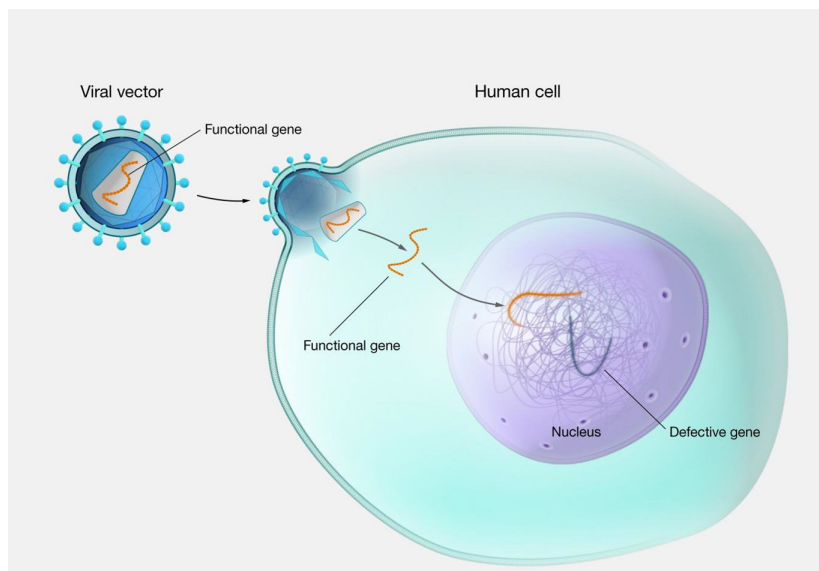 Viral vector
Human cell
Functional gene
Functional gene
Nucleus
Defective gene